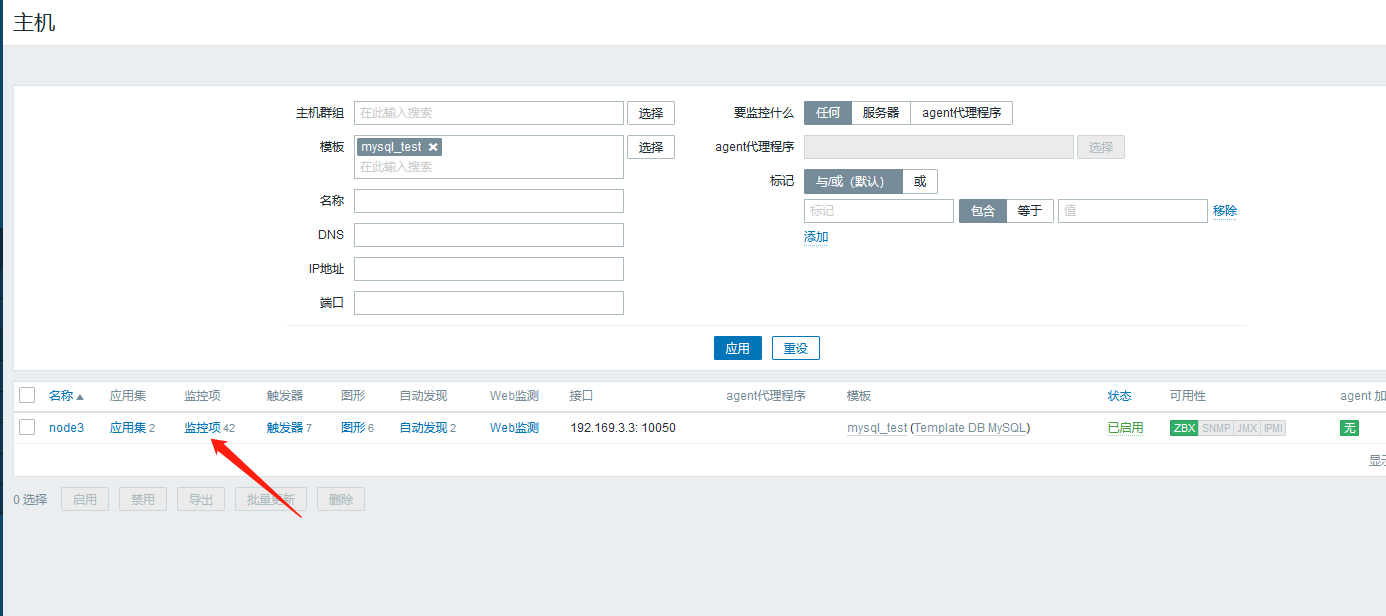 主机
主机群组 在此输入搜索 选择 要监控什么 任何 服务器 agent代理程序
模板 mysql_test 选择 agent代理程序 选择
在此输入搜索
标记 与/或（默认） 或
名称 标记 包含 等于 值 移除
DNS 添加
IP地址
端口
应用 重设
名称 应用集 监控项 触发器 图形 自动发现 Web监测 接口 agent代理程序 模板 状态 可用性 agent 加
node3 应用集 2 监控项 42 触发器 7 图形 6 自动发现 2 Web监测 192.169.3.3: 10050 mysql_test (Template DB MySQL) 已启用 ZBX SNMP JMX IPMI 无
显示
0 选择 启用 禁用 导出 批量更新 删除